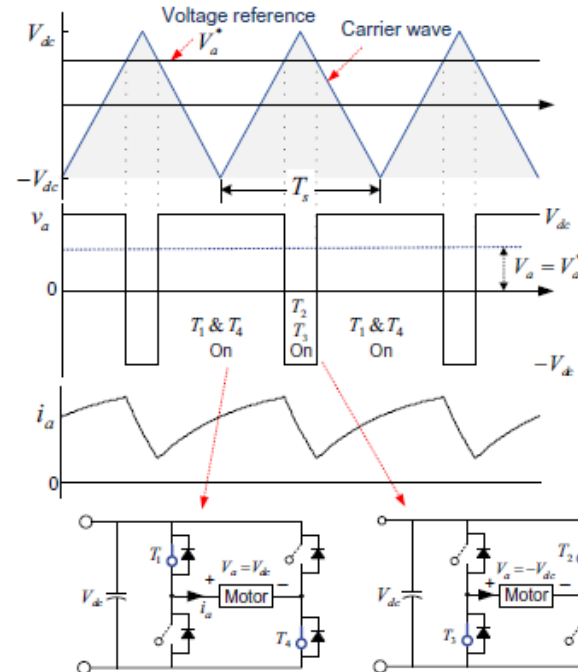 Voltage reference
V_dc
V_a^*
Carrier wave
-V_dc
T_s
v_a
V_dc
V_a = V_a^*
0
T_1 & T_4
On
T_2
T_3
On
T_1 & T_4
On
-V_dc
i_a
0
T_1
V_a = V_dc
V_dc
+
-
Motor
i_a
T_4
T_2
V_a = -V_dc
V_dc
+
-
Motor
T_3